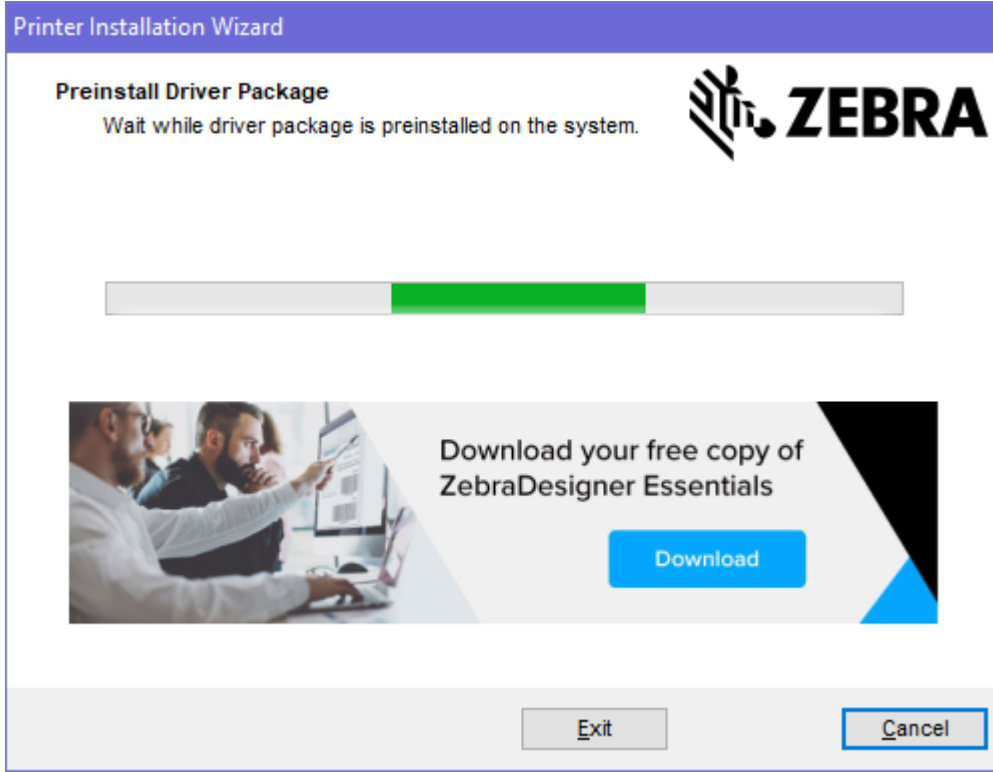 Printer Installation Wizard
Preinstall Driver Package
Wait while driver package is preinstalled on the system.
ZEBRA
Download your free copy of
ZebraDesigner Essentials
Download
Exit
Cancel